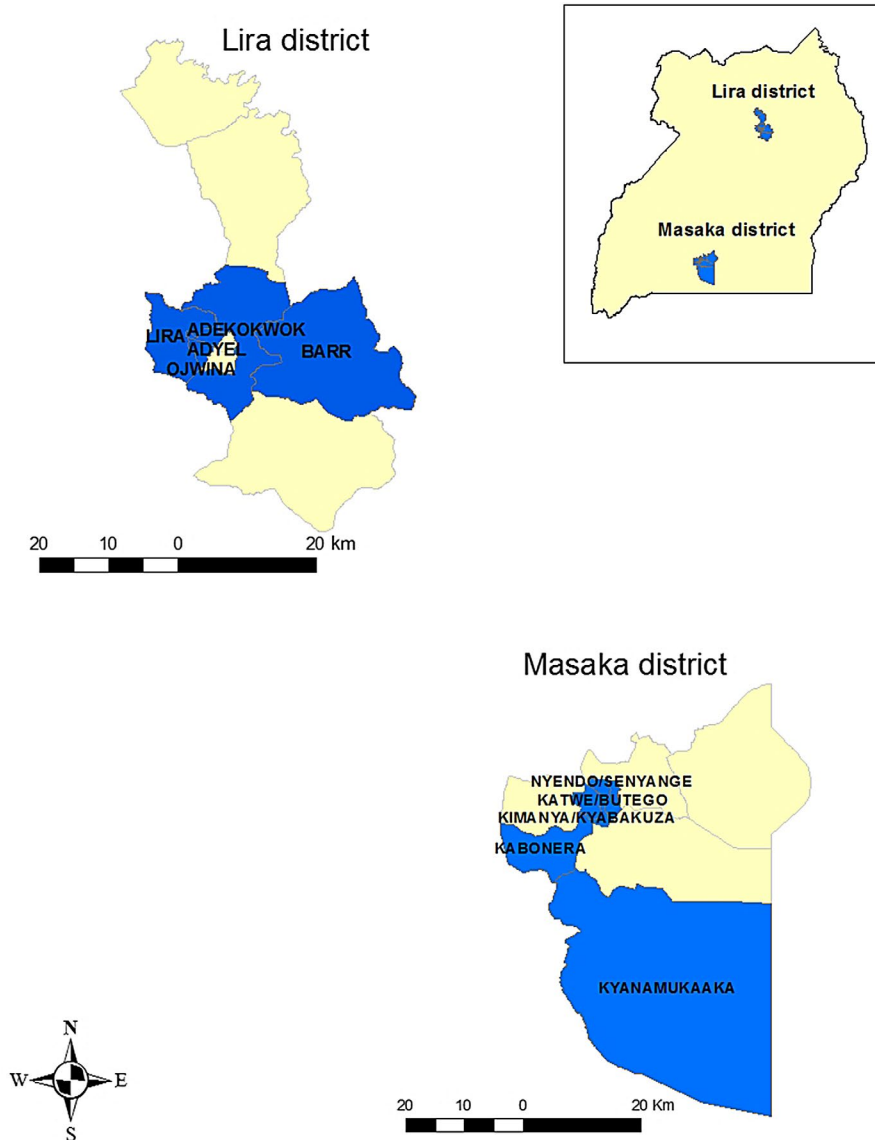 Lira district
Lira district
Masaka district
LIRA
ADEKOKWOK
ADYEL
BARR
OJWINA
20 10 0 20 km
Masaka district
NYENDO/SENYANGE
KATWE/BUTEGO
KIMANYA/KYABAKUZA
KABONERA
KYANAMUKAAKA
N
W E
S
20 10 0 20 Km